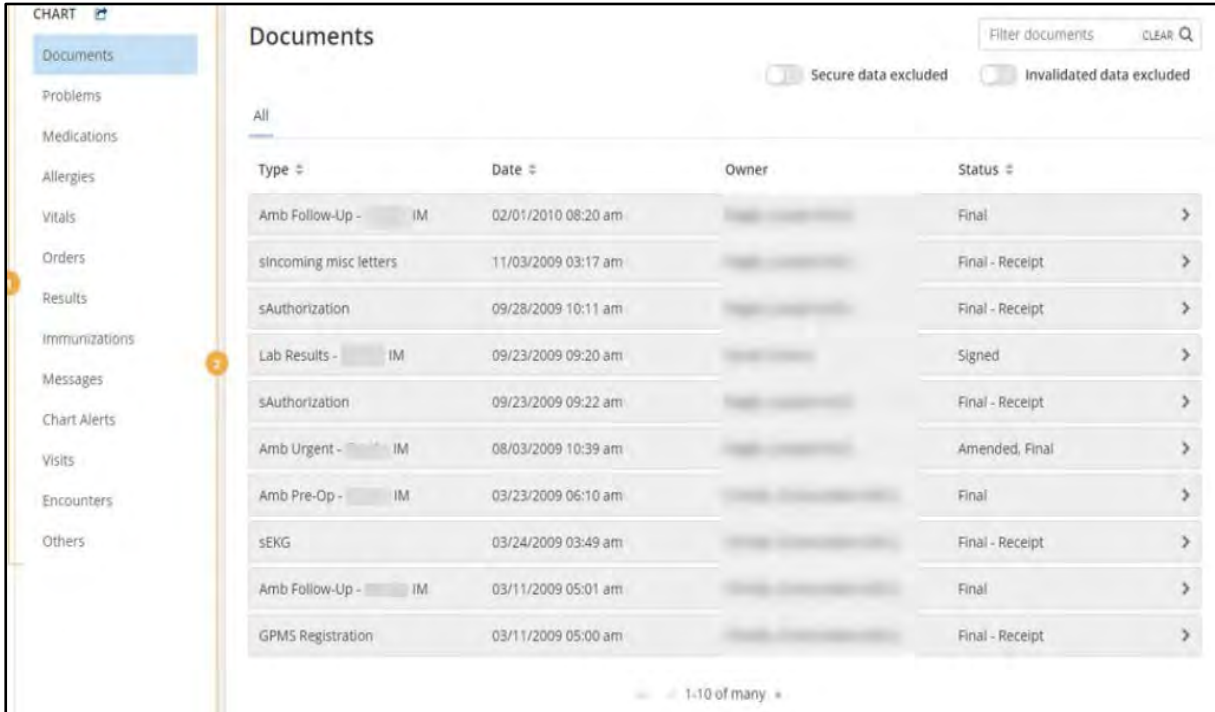 CHART
Documents
Problems
Medications
Allergies
Vitals
Orders
Results
Immunizations
Messages
Chart Alerts
Visits
Encounters
Others
2
Documents
Filter documents CLEAR
Secure data excluded Invalidated data excluded
All
Type Date Owner Status
Amb Follow-Up - IM 02/01/2010 08:20 am Final
sIncoming misc letters 11/03/2009 03:17 am Final - Receipt
sAuthorization 09/28/2009 10:11 am Final - Receipt
Lab Results - IM 09/23/2009 09:20 am Signed
sAuthorization 09/23/2009 09:22 am Final - Receipt
Amb Urgent - IM 08/03/2009 10:39 am Amended, Final
Amb Pre-Op - IM 03/23/2009 06:10 am Final
sEKG 03/24/2009 03:49 am Final - Receipt
Amb Follow-Up - IM 03/11/2009 05:01 am Final
GPMS Registration 03/11/2009 05:00 am Final - Receipt
1-10 of many